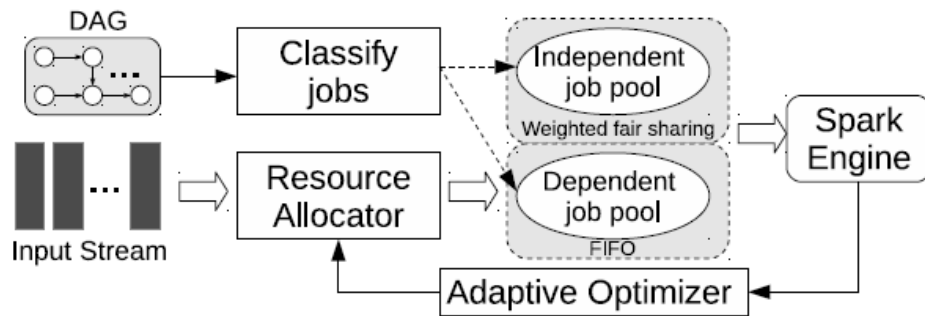 DAG
Classify
jobs
Independent
job pool
Weighted fair sharing
Spark
Engine
Input Stream
Resource
Allocator
Dependent
job pool
FIFO
Adaptive Optimizer